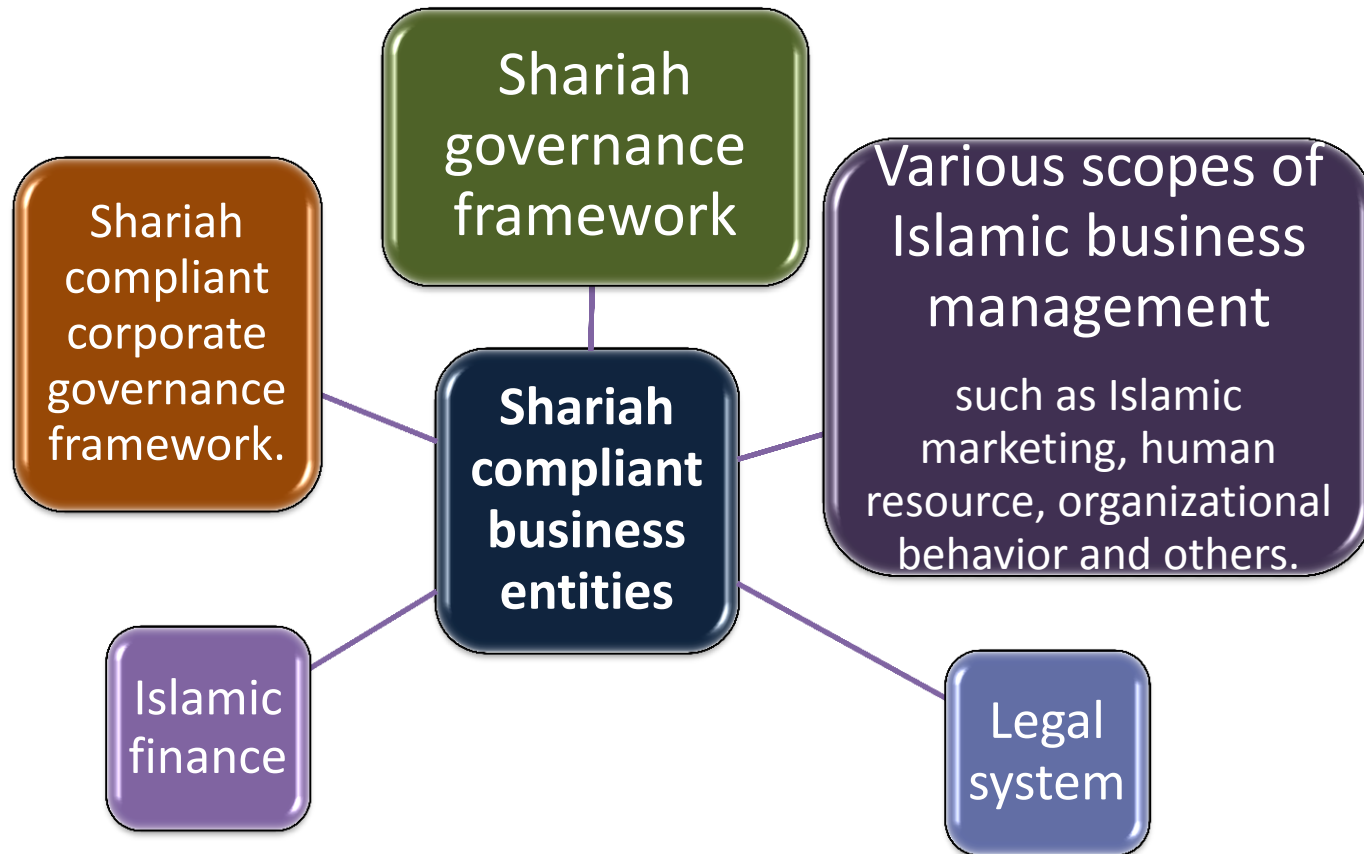 Shariah
governance
framework
Various scopes of
Islamic business
management
such as Islamic
marketing, human
resource, organizational
behavior and others.
Shariah
compliant
corporate
governance
framework.
Shariah
compliant
business
entities
Islamic
finance
Legal
system